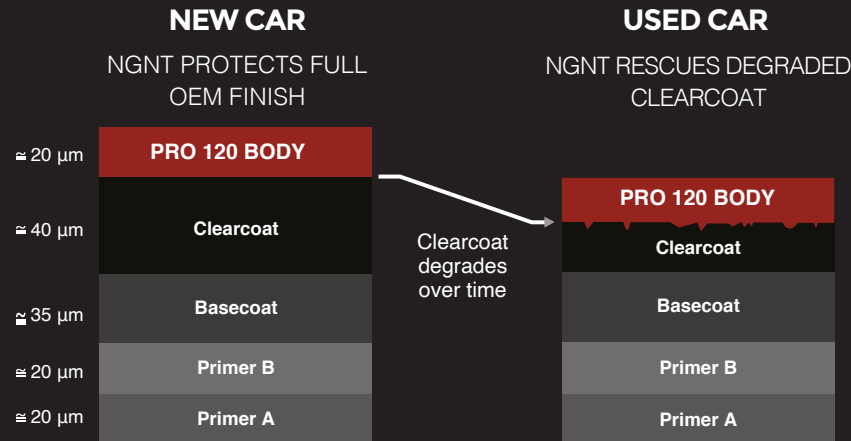 NEW CAR
NGNT PROTECTS FULL
OEM FINISH
≅ 20 μm
PRO 120 BODY
≅ 40 μm
Clearcoat
≅ 35 μm
Basecoat
≅ 20 μm
Primer B
≅ 20 μm
Primer A
Clearcoat
degrades
over time
USED CAR
NGNT RESCUES DEGRADED
CLEARCOAT
PRO 120 BODY
Clearcoat
Basecoat
Primer B
Primer A